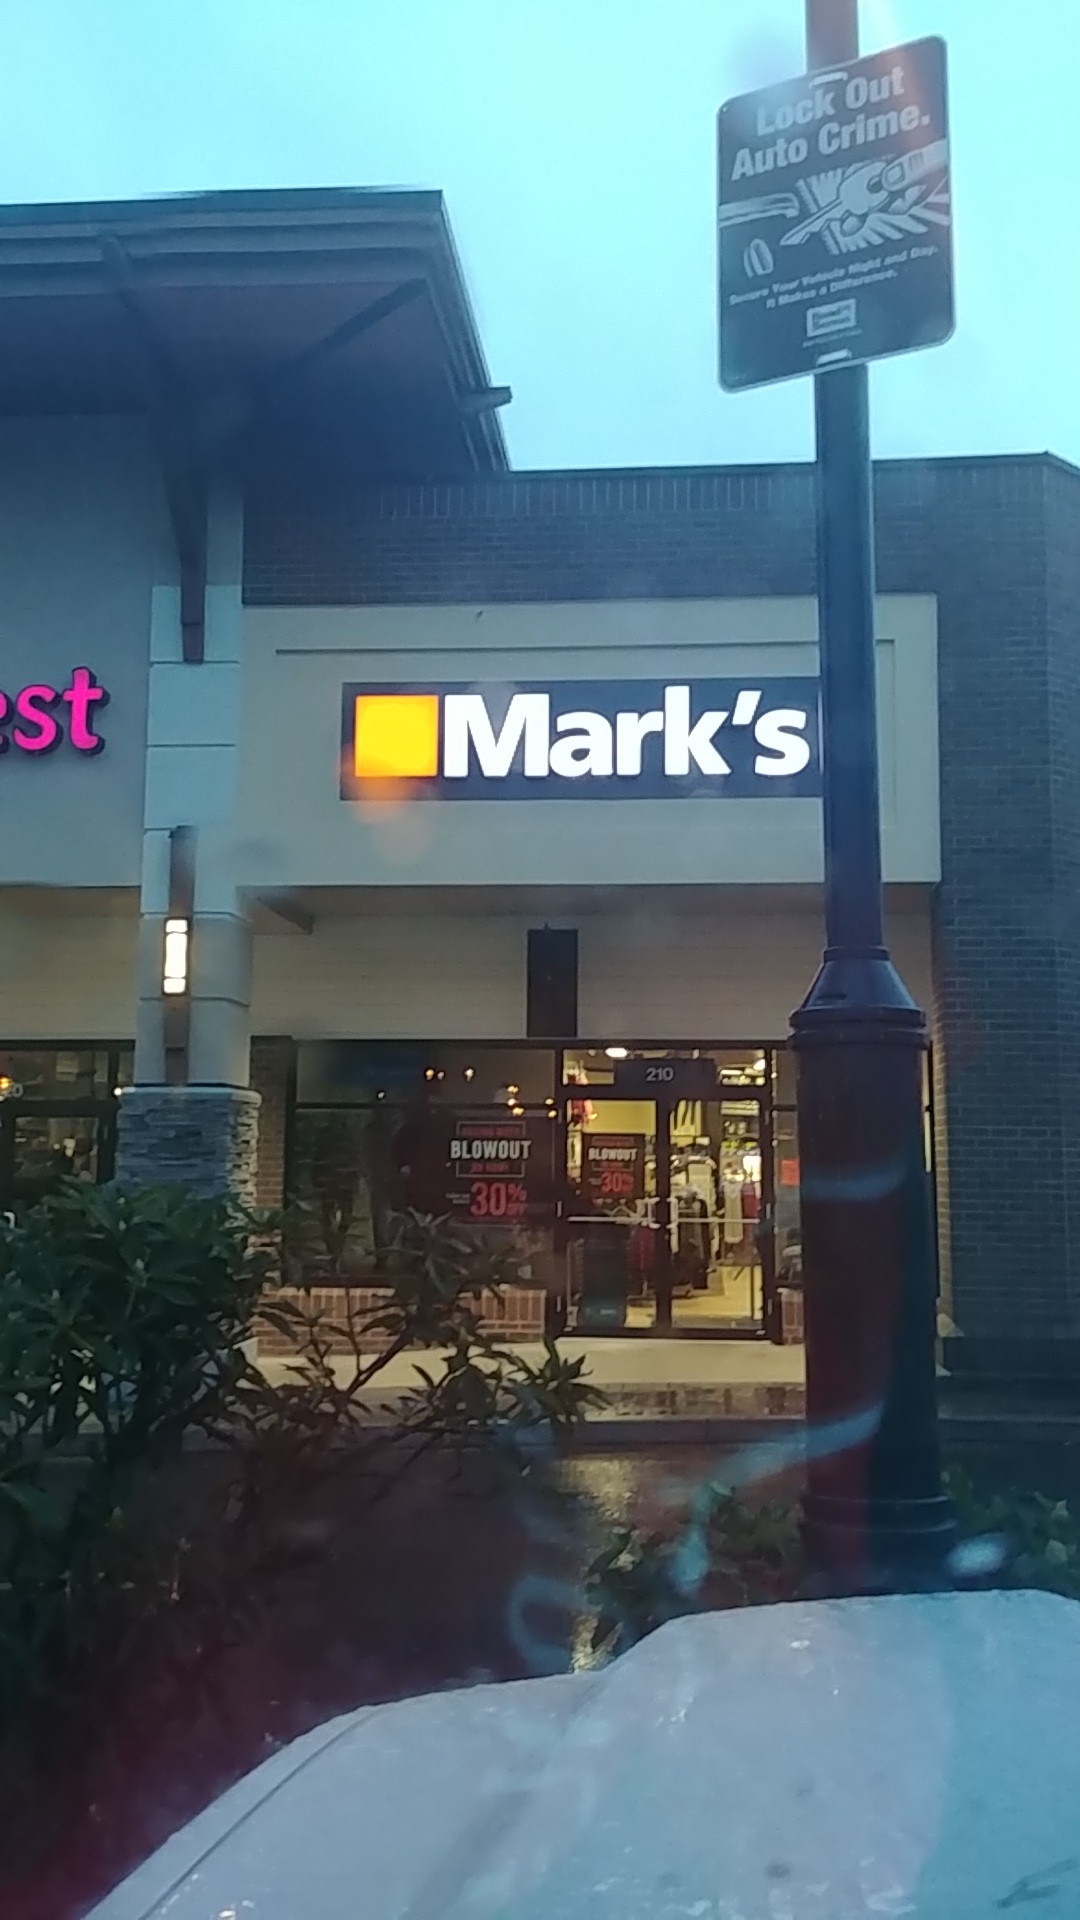 Lock Out
Auto Crime.
Secure Your Vehicle Night and Day.
It Makes a Difference.
est
Mark's
210
BLOWOUT
30%
OFF
BLOWOUT
30%